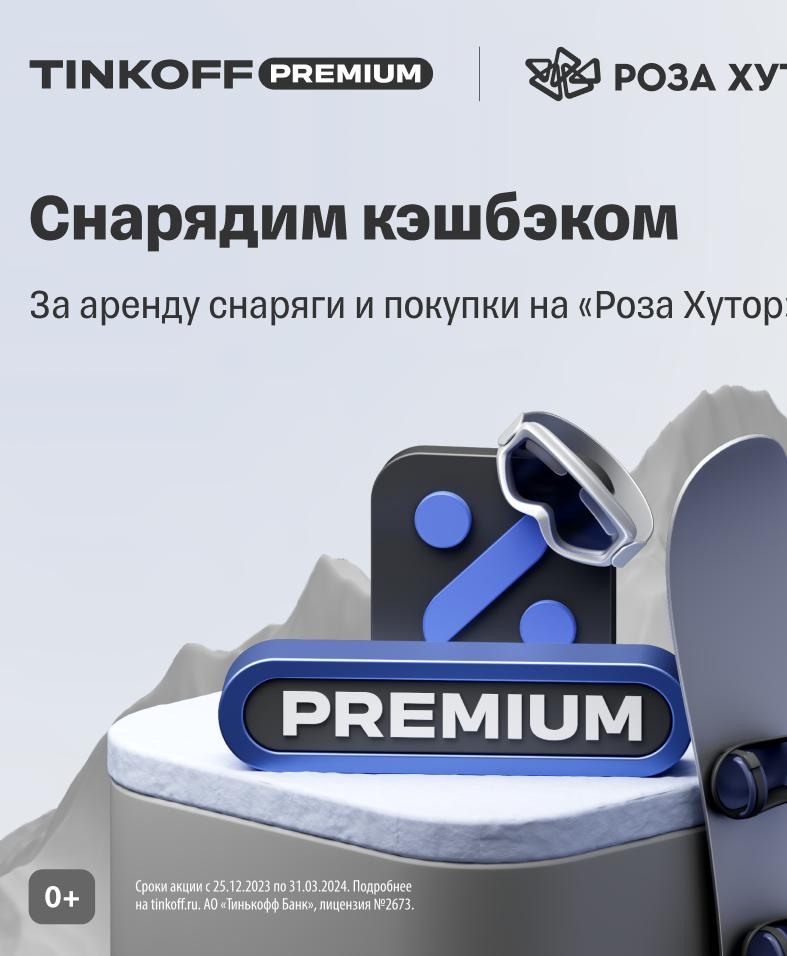 TINKOFF PREMIUM
РОЗА ХУТ
Снарядим кэшбэком
За аренду снаряги и покупки на «Роза Хутор»
PREMIUM
0+
Сроки акции с 25.12.2023 по 31.03.2024. Подробнее
на tinkoff.ru. АО «Тинькофф Банк», лицензия №2673.